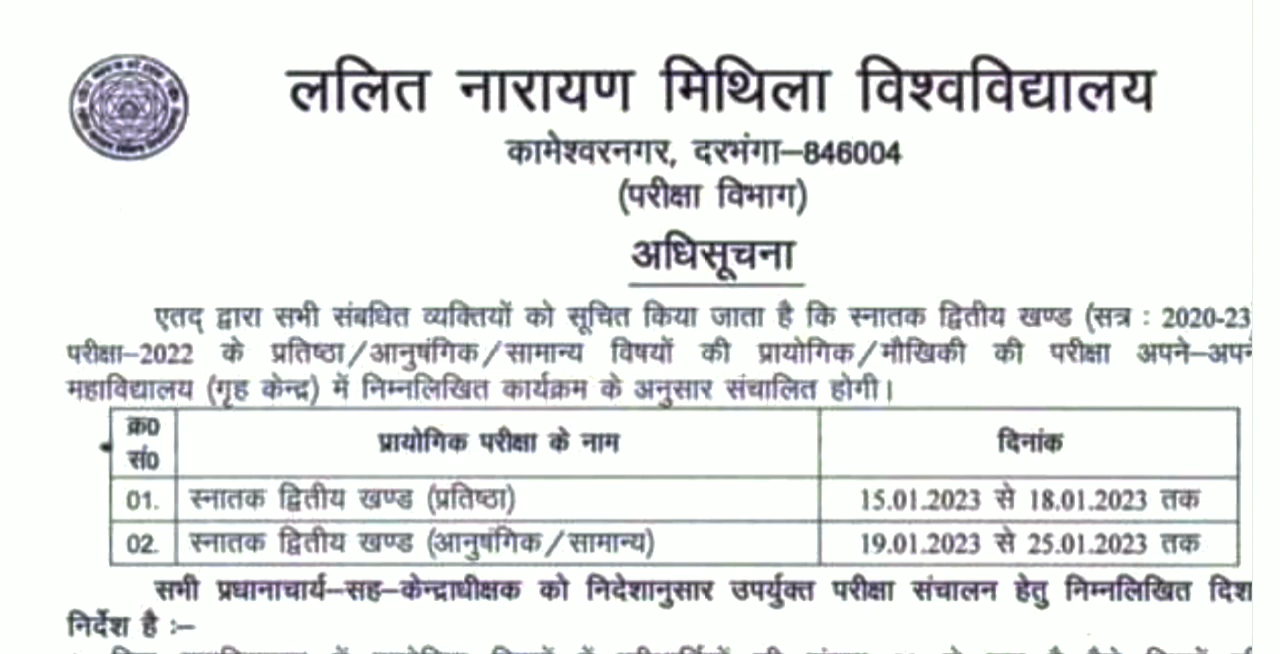 ललित नारायण मिथिला विश्वविद्यालय
कामेश्वरनगर, दरभंगा–846004
(परीक्षा विभाग)
अधिसूचना
एतद् द्वारा सभी संबधित व्यक्तियों को सूचित किया जाता है कि स्नातक द्वितीय खण्ड (सत्र : 2020-23
परीक्षा–2022 के प्रतिष्ठा/आनुषंगिक/सामान्य विषयों की प्रायोगिक/मौखिकी की परीक्षा अपने–अपने
महाविद्यालय (गृह केन्द्र) में निम्नलिखित कार्यक्रम के अनुसार संचालित होगी।
क्र0 सं0 प्रायोगिक परीक्षा के नाम दिनांक
01. स्नातक द्वितीय खण्ड (प्रतिष्ठा) 15.01.2023 से 18.01.2023 तक
02. स्नातक द्वितीय खण्ड (आनुषंगिक/सामान्य) 19.01.2023 से 25.01.2023 तक
सभी प्रधानाचार्य–सह–केन्द्राधीक्षक को निदेशानुसार उपर्युक्त परीक्षा संचालन हेतु निम्नलिखित दिशा
निर्देश है :–